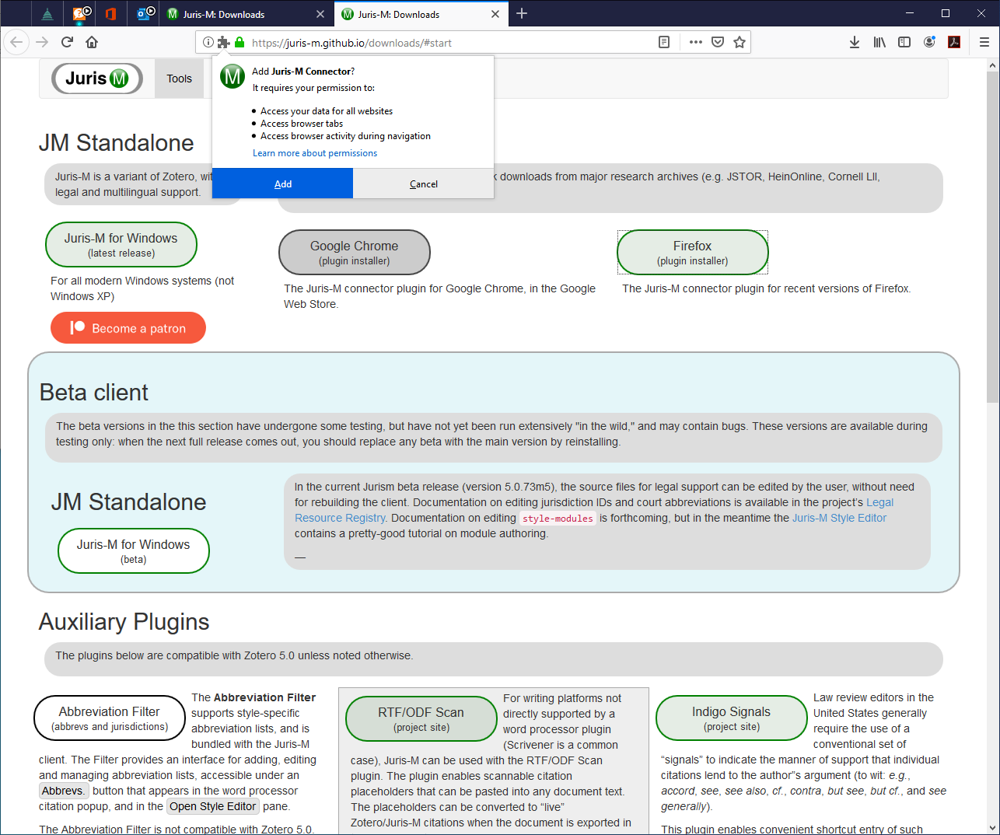 Juris-M: Downloads
Juris-M: Downloads
https://juris-m.github.io/downloads/#start
Juris M
Tools
Add Juris-M Connector?
It requires your permission to:
Access your data for all websites
Access browser tabs
Access browser activity during navigation
Learn more about permissions
Add
Cancel
JM Standalone
Juris-M is a variant of Zotero, wit
legal and multilingual support.
k downloads from major research archives (e.g. JSTOR, HeinOnline, Cornell LII,
Juris-M for Windows
(latest release)
For all modern Windows systems (not
Windows XP)
Become a patron
Google Chrome
(plugin installer)
The Juris-M connector plugin for Google Chrome, in the Google
Web Store.
Firefox
(plugin installer)
The Juris-M connector plugin for recent versions of Firefox.
Beta client
The beta versions in the this section have undergone some testing, but have not yet been run extensively "in the wild," and may contain bugs. These versions are available during
testing only: when the next full release comes out, you should replace any beta with the main version by reinstalling.
JM Standalone
Juris-M for Windows
(beta)
In the current Jurism beta release (version 5.0.73m5), the source files for legal support can be edited by the user, without need
for rebuilding the client. Documentation on editing jurisdiction IDs and court abbreviations is available in the project's Legal
Resource Registry. Documentation on editing style-modules is forthcoming, but in the meantime the Juris-M Style Editor
contains a pretty-good tutorial on module authoring.
—
Auxiliary Plugins
The plugins below are compatible with Zotero 5.0 unless noted otherwise.
Abbreviation Filter
(abbrevs and jurisdictions)
The Abbreviation Filter
supports style-specific
abbreviation lists, and is
bundled with the Juris-M
client. The Filter provides an interface for adding, editing
and managing abbreviation lists, accessible under an
Abbrevs. button that appears in the word processor
citation popup, and in the Open Style Editor pane.
The Abbreviation Filter is not compatible with Zotero 5.0.
RTF/ODF Scan
(project site)
For writing platforms not
directly supported by a
word processor plugin
(Scrivener is a common
case), Juris-M can be used with the RTF/ODF Scan
plugin. The plugin enables scannable citation
placeholders that can be pasted into any document text.
The placeholders can be converted to “live”
Zotero/Juris-M citations when the document is exported in
Indigo Signals
(project site)
Law review editors in the
United States generally
require the use of a
conventional set of
“signals” to indicate the manner of support that individual
citations lend to the author"s argument (to wit: e.g.,
accord, see, see also, cf., contra, but see, but cf., and see
generally).
This plugin enables convenient shortcut entry of such